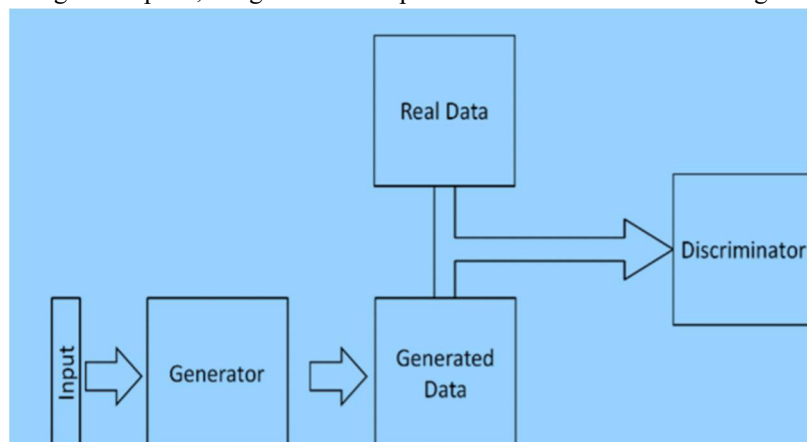 Real Data
Discriminator
Input
Generator
Generated
Data